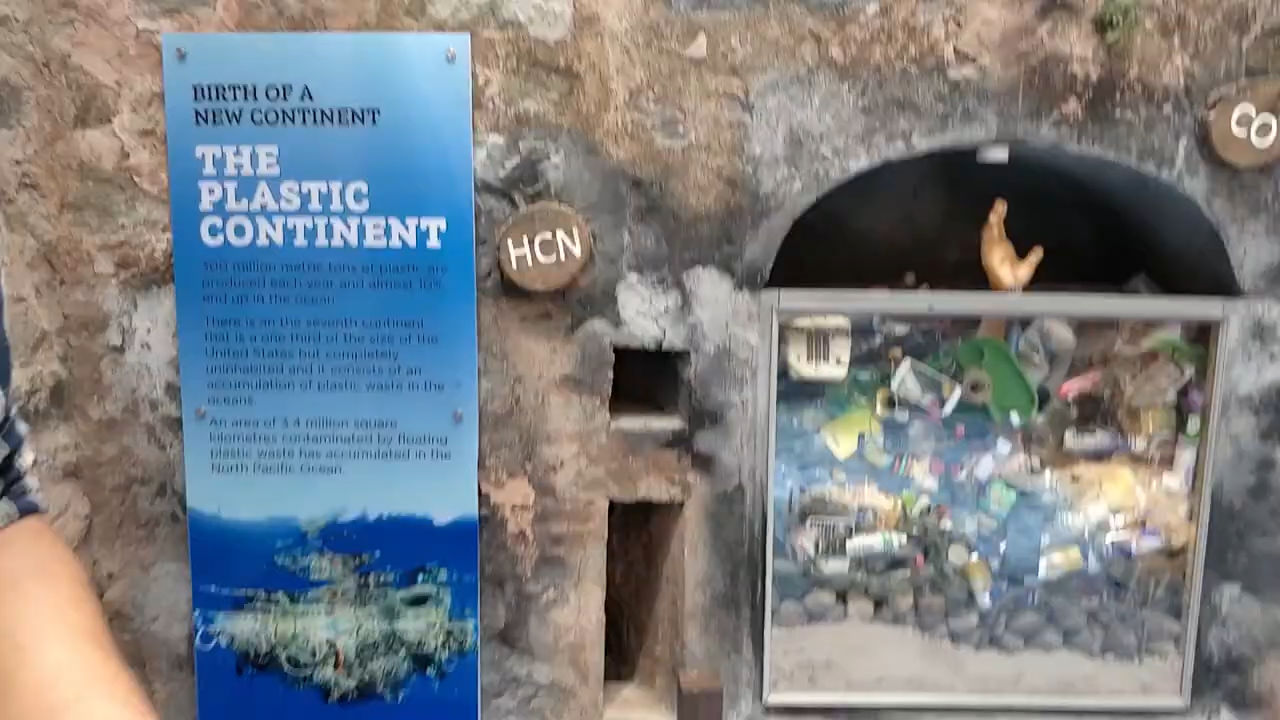 BIRTH OF A
NEW CONTINENT
THE
PLASTIC
CONTINENT
300 million metric tons of plastic are
produced each year and almost 10%
end up in the ocean.
There is an the seventh continent
that is a one third of the size of the
United States but completely
uninhabited and it consists of an
accumulation of plastic waste in the
oceans.
An area of 3.4 million square
kilometres contaminated by floating
plastic waste has accumulated in the
North Pacific Ocean.
HCN
CO